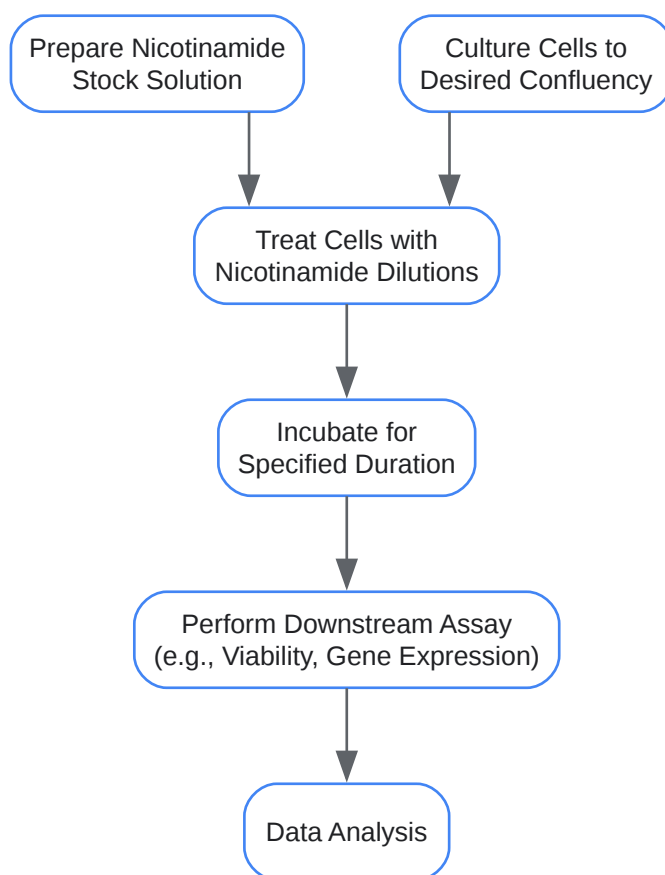 Prepare Nicotinamide
Stock Solution
Culture Cells to
Desired Confluency
Treat Cells with
Nicotinamide Dilutions
Incubate for
Specified Duration
Perform Downstream Assay
(e.g., Viability, Gene Expression)
Data Analysis